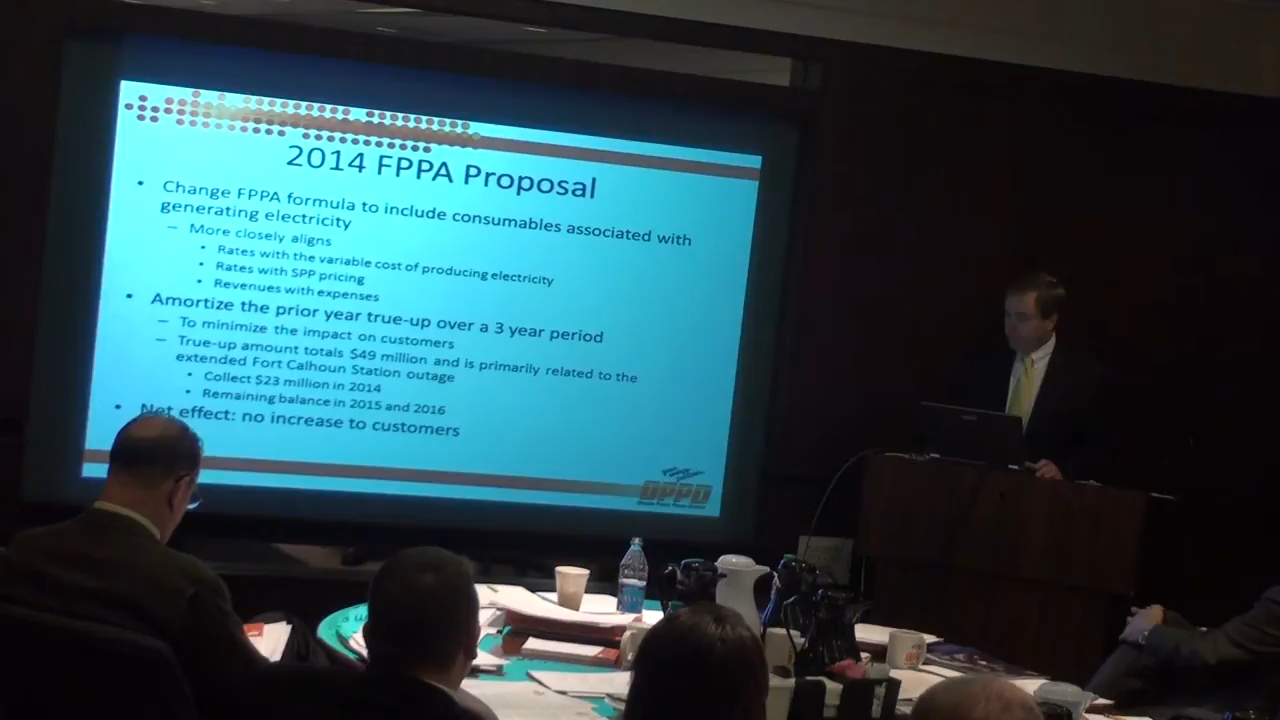 2014 FPPA Proposal
• Change FPPA formula to include consumables associated with
generating electricity
– More closely aligns
• Rates with the variable cost of producing electricity
• Rates with SPP pricing
• Revenues with expenses
• Amortize the prior year true-up over a 3 year period
– To minimize the impact on customers
– True-up amount totals $49 million and is primarily related to the
extended Fort Calhoun Station outage
• Collect $23 million in 2014
• Remaining balance in 2015 and 2016
• Net effect: no increase to customers
OPPD